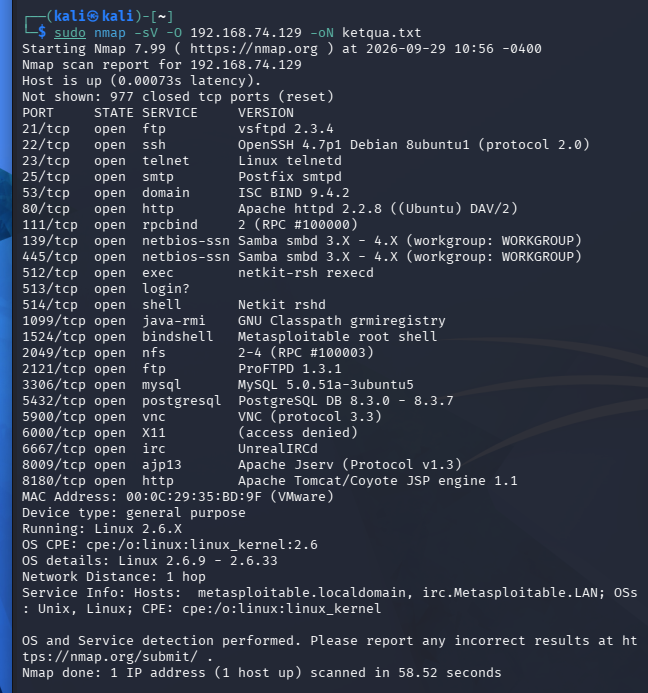 ┌──(kali㉿kali)-[~]
└─$ sudo nmap -sV -O 192.168.74.129 -oN ketqua.txt
Starting Nmap 7.99 ( https://nmap.org ) at 2026-09-29 10:56 -0400
Nmap scan report for 192.168.74.129
Host is up (0.00073s latency).
Not shown: 977 closed tcp ports (reset)
PORT     STATE SERVICE     VERSION
21/tcp   open  ftp         vsftpd 2.3.4
22/tcp   open  ssh         OpenSSH 4.7p1 Debian 8ubuntu1 (protocol 2.0)
23/tcp   open  telnet      Linux telnetd
25/tcp   open  smtp        Postfix smtpd
53/tcp   open  domain      ISC BIND 9.4.2
80/tcp   open  http        Apache httpd 2.2.8 ((Ubuntu) DAV/2)
111/tcp  open  rpcbind     2 (RPC #100000)
139/tcp  open  netbios-ssn Samba smbd 3.X - 4.X (workgroup: WORKGROUP)
445/tcp  open  netbios-ssn Samba smbd 3.X - 4.X (workgroup: WORKGROUP)
512/tcp  open  exec        netkit-rsh rexecd
513/tcp  open  login?
514/tcp  open  shell       Netkit rshd
1099/tcp open  java-rmi    GNU Classpath grmiregistry
1524/tcp open  bindshell   Metasploitable root shell
2049/tcp open  nfs         2-4 (RPC #100003)
2121/tcp open  ftp         ProFTPD 1.3.1
3306/tcp open  mysql       MySQL 5.0.51a-3ubuntu5
5432/tcp open  postgresql  PostgreSQL DB 8.3.0 - 8.3.7
5900/tcp open  vnc         VNC (protocol 3.3)
6000/tcp open  X11         (access denied)
6667/tcp open  irc         UnrealIRCd
8009/tcp open  ajp13       Apache Jserv (Protocol v1.3)
8180/tcp open  http        Apache Tomcat/Coyote JSP engine 1.1
MAC Address: 00:0C:29:35:BD:9F (VMware)
Device type: general purpose
Running: Linux 2.6.X
OS CPE: cpe:/o:linux:linux_kernel:2.6
OS details: Linux 2.6.9 - 2.6.33
Network Distance: 1 hop
Service Info: Hosts:  metasploitable.localdomain, irc.Metasploitable.LAN; OSs
: Unix, Linux; CPE: cpe:/o:linux:linux_kernel

OS and Service detection performed. Please report any incorrect results at ht
tps://nmap.org/submit/ .
Nmap done: 1 IP address (1 host up) scanned in 58.52 seconds